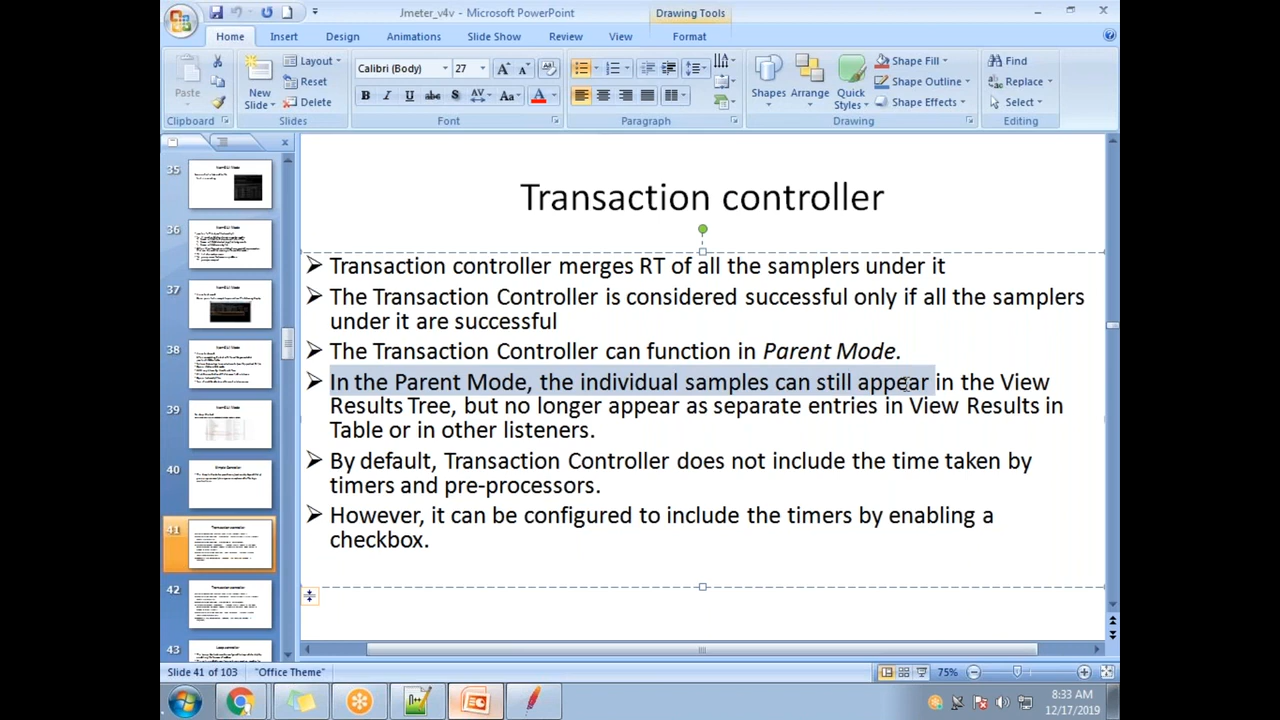 Jmeter_v4v - Microsoft PowerPoint
Drawing Tools
Home
Insert
Design
Animations
Slide Show
Review
View
Format
Paste
Clipboard
New
Slide
Layout
Reset
Delete
Slides
Calibri (Body)
27
B I U abc S AV Aa A
Font
Paragraph
Shapes
Arrange
Quick
Styles
Shape Fill
Shape Outline
Shape Effects
Drawing
Find
Replace
Select
Editing
35
36
37
38
39
40
41
42
43
Transaction controller
Transaction controller merges RT of all the samplers under it
The Transaction Controller is considered successful only if all the samplers
under it are successful
The Transaction Controller can function in Parent Mode.
In the Parent Mode, the individual samples can still appear in the View
Results Tree, but no longer appear as separate entries in View Results in
Table or in other listeners.
By default, Transaction Controller does not include the time taken by
timers and pre-processors.
However, it can be configured to include the timers by enabling a
checkbox.
Slide 41 of 103
"Office Theme"
75%
8:33 AM
12/17/2019